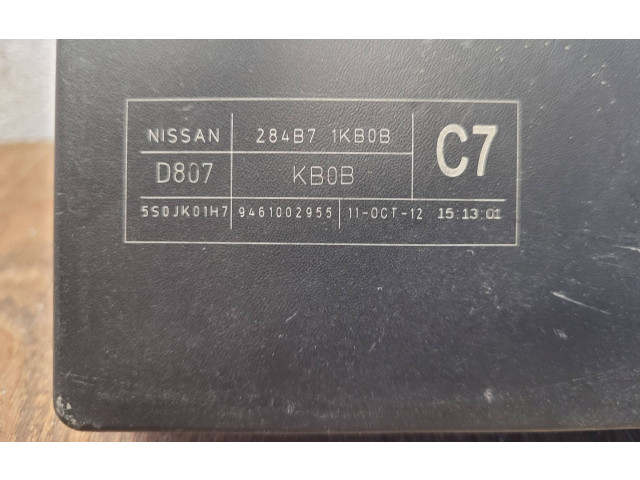 NISSAN 284B7 1KB0B C7
D807 KB0B
5S0JK01H7 9461002955 11-OCT-12 15:13:01